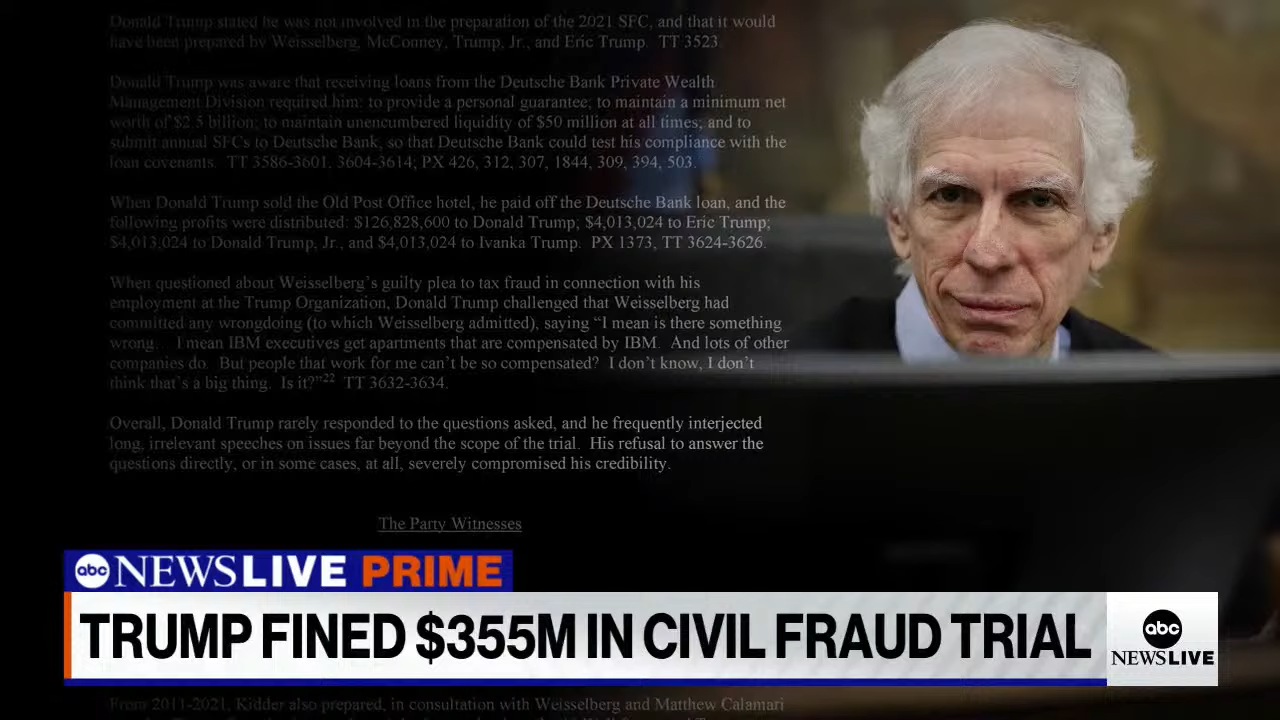 Donald Trump stated he was not involved in the preparation of the 2021 SFC, and that it would
have been prepared by Weisselberg, McConney, Trump, Jr., and Eric Trump. TT 3523.
Donald Trump was aware that receiving loans from the Deutsche Bank Private Wealth
Management Division required him: to provide a personal guarantee; to maintain a minimum net
worth of $2.5 billion; to maintain unencumbered liquidity of $50 million at all times; and to
submit annual SFCs to Deutsche Bank, so that Deutsche Bank could test his compliance with the
loan covenants. TT 3586-3601, 3604-3614; PX 426, 312, 307, 1844, 309, 394, 503.
When Donald Trump sold the Old Post Office hotel, he paid off the Deutsche Bank loan, and the
following profits were distributed: $126,828,600 to Donald Trump; $4,013,024 to Eric Trump;
$4,013,024 to Donald Trump, Jr., and $4,013,024 to Ivanka Trump. PX 1373, TT 3624-3626.
When questioned about Weisselberg's guilty plea to tax fraud in connection with his
employment at the Trump Organization, Donald Trump challenged that Weisselberg had
committed any wrongdoing (to which Weisselberg admitted), saying "I mean is there something
wrong. I mean IBM executives get apartments that are compensated by IBM. And lots of other
companies do. But people that work for me can't be so compensated? I don't know, I don't
think that's a big thing. Is it?"22 TT 3632-3634.
Overall, Donald Trump rarely responded to the questions asked, and he frequently interjected
long, irrelevant speeches on issues far beyond the scope of the trial. His refusal to answer the
questions directly, or in some cases, at all, severely compromised his credibility.
The Party Witnesses
abc NEWS LIVE PRIME
TRUMP FINED $355M IN CIVIL FRAUD TRIAL
abc
NEWS LIVE
From 2011-2021, Kidder also prepared, in consultation with Weisselberg and Matthew Calamari